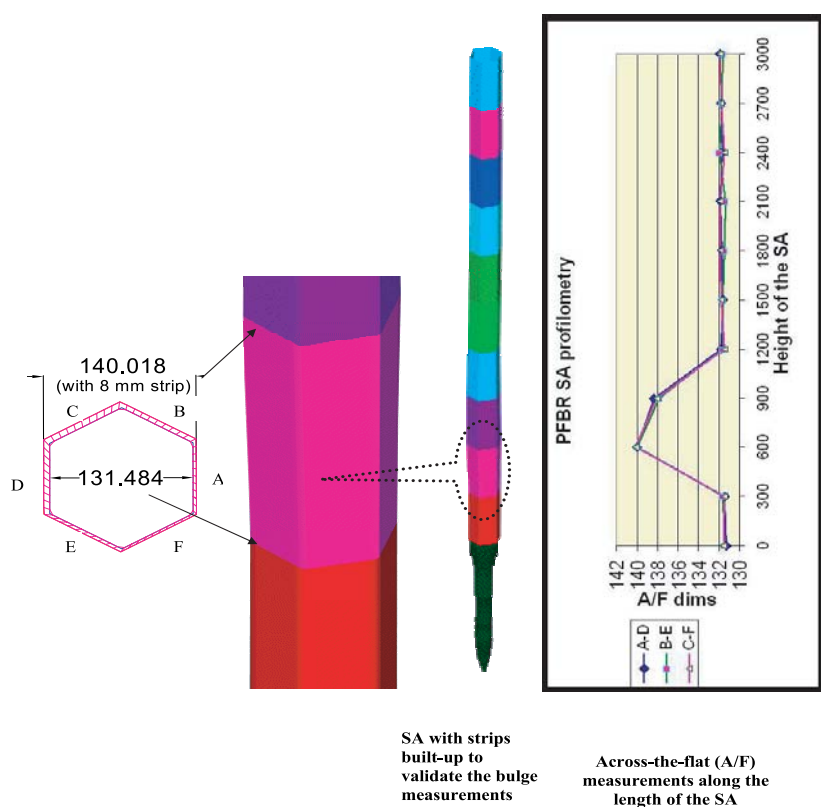 140.018
(with 8 mm strip)
C
B
D
131.484
A
E
F
PFBR SA profilometry
142
140
138
136
134
132
130
A/F dims
0
300
600
900
1200
1500
1800
2100
2400
2700
3000
Height of the SA
A-D
B-E
C-F
SA with strips
built-up to
validate the bulge
measurements
Across-the-flat (A/F)
measurements along the
length of the SA